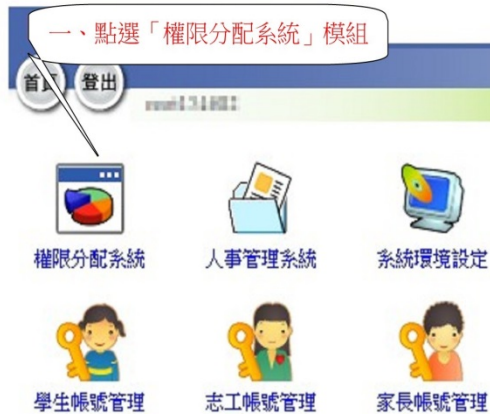 一、點選「權限分配系統」模組
首頁 登出
權限分配系統 人事管理系統 系統環境設定
學生帳號管理 志工帳號管理 家長帳號管理